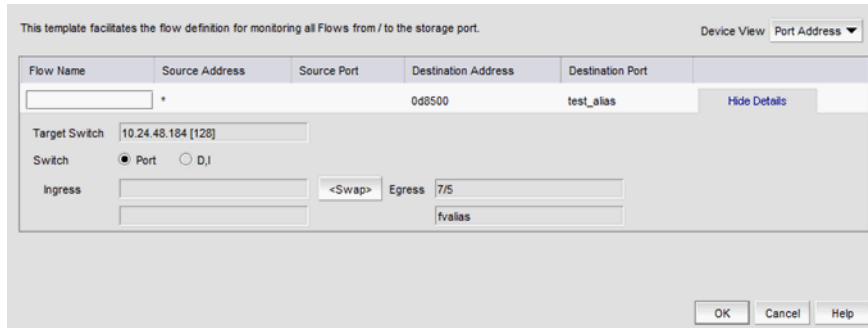 This template facilitates the flow definition for monitoring all Flows from / to the storage port.
Device View Port Address
Flow Name Source Address Source Port Destination Address Destination Port
* 0d8500 test_alias Hide Details
Target Switch 10.24.48.184 [128]
Switch Port D,I
Ingress <Swap> Egress 7/5
fvalias
OK Cancel Help